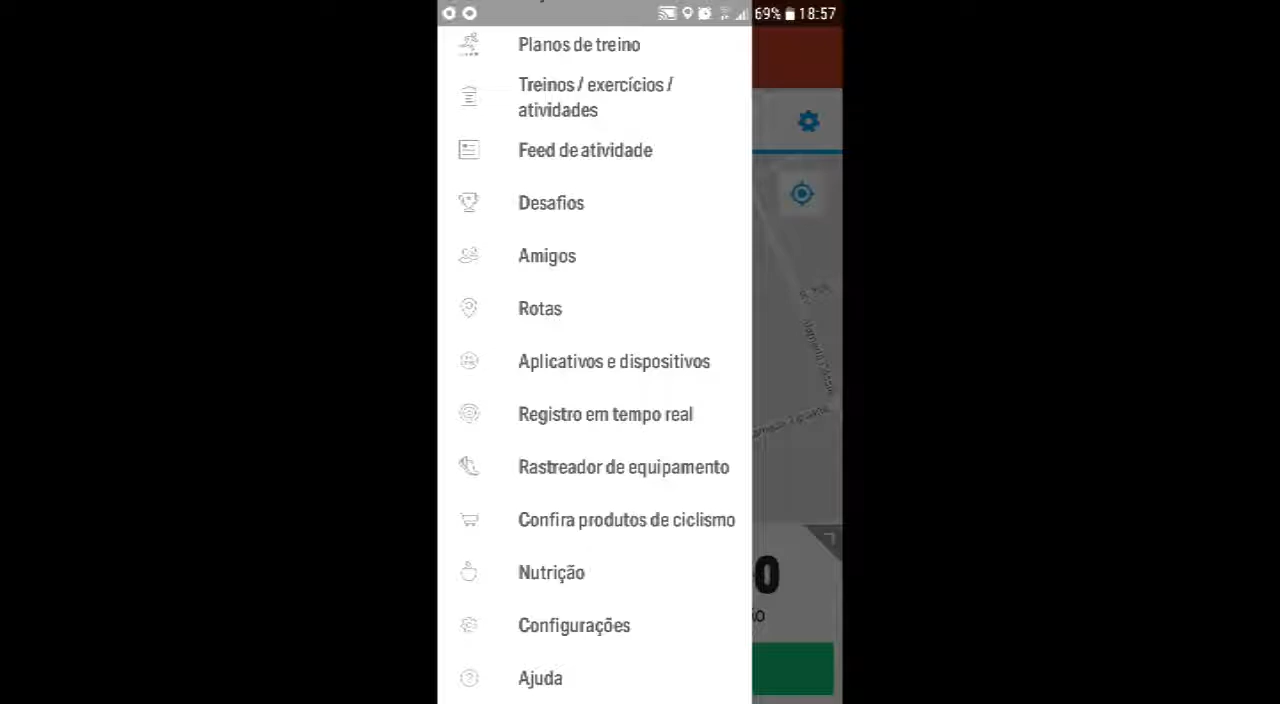 69% 18:57
Planos de treino
Treinos / exercícios /
atividades
Feed de atividade
Desafios
Amigos
Rotas
Aplicativos e dispositivos
Registro em tempo real
Rastreador de equipamento
Confira produtos de ciclismo
Nutrição
0
Configurações
Ajuda